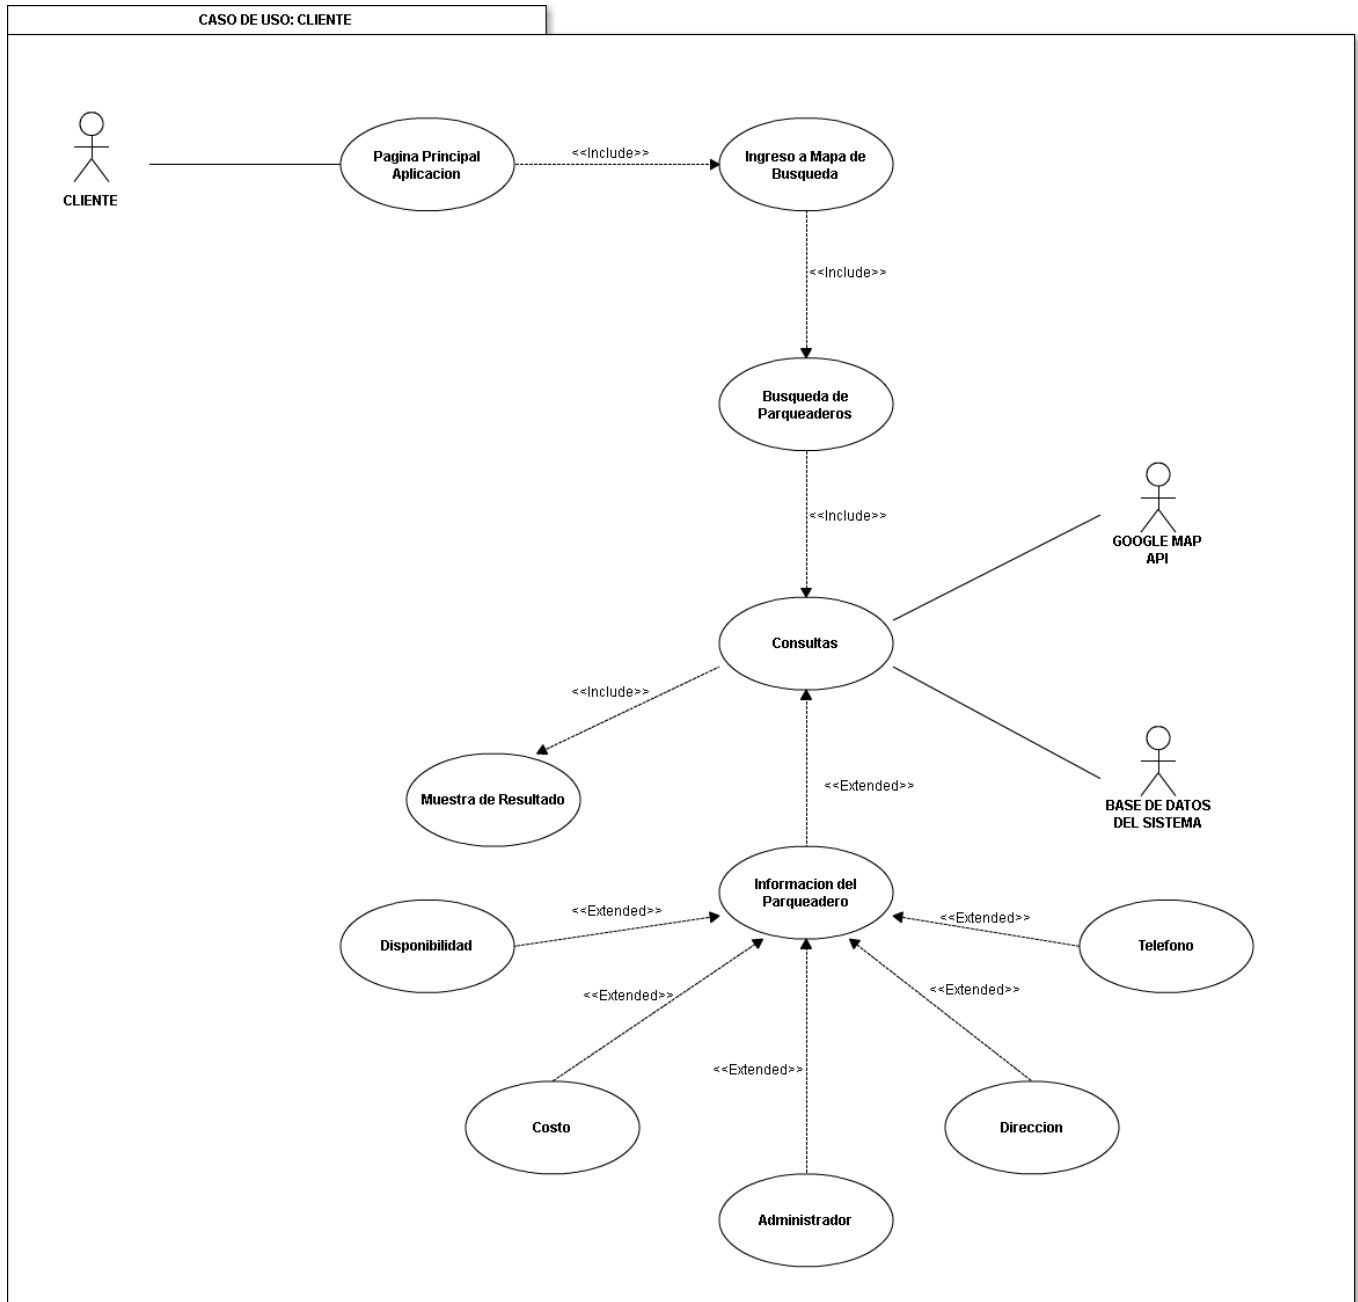 CASO DE USO: CLIENTE
CLIENTE
Pagina Principal
Aplicacion
<<Include>>
Ingreso a Mapa de
Busqueda
<<Include>>
Busqueda de
Parqueaderos
<<Include>>
GOOGLE MAP
API
Consultas
<<Include>>
Muestra de Resultado
<<Extended>>
BASE DE DATOS
DEL SISTEMA
Informacion del
Parqueadero
<<Extended>>
Disponibilidad
<<Extended>>
Telefono
<<Extended>>
Costo
<<Extended>>
Administrador
<<Extended>>
Direccion